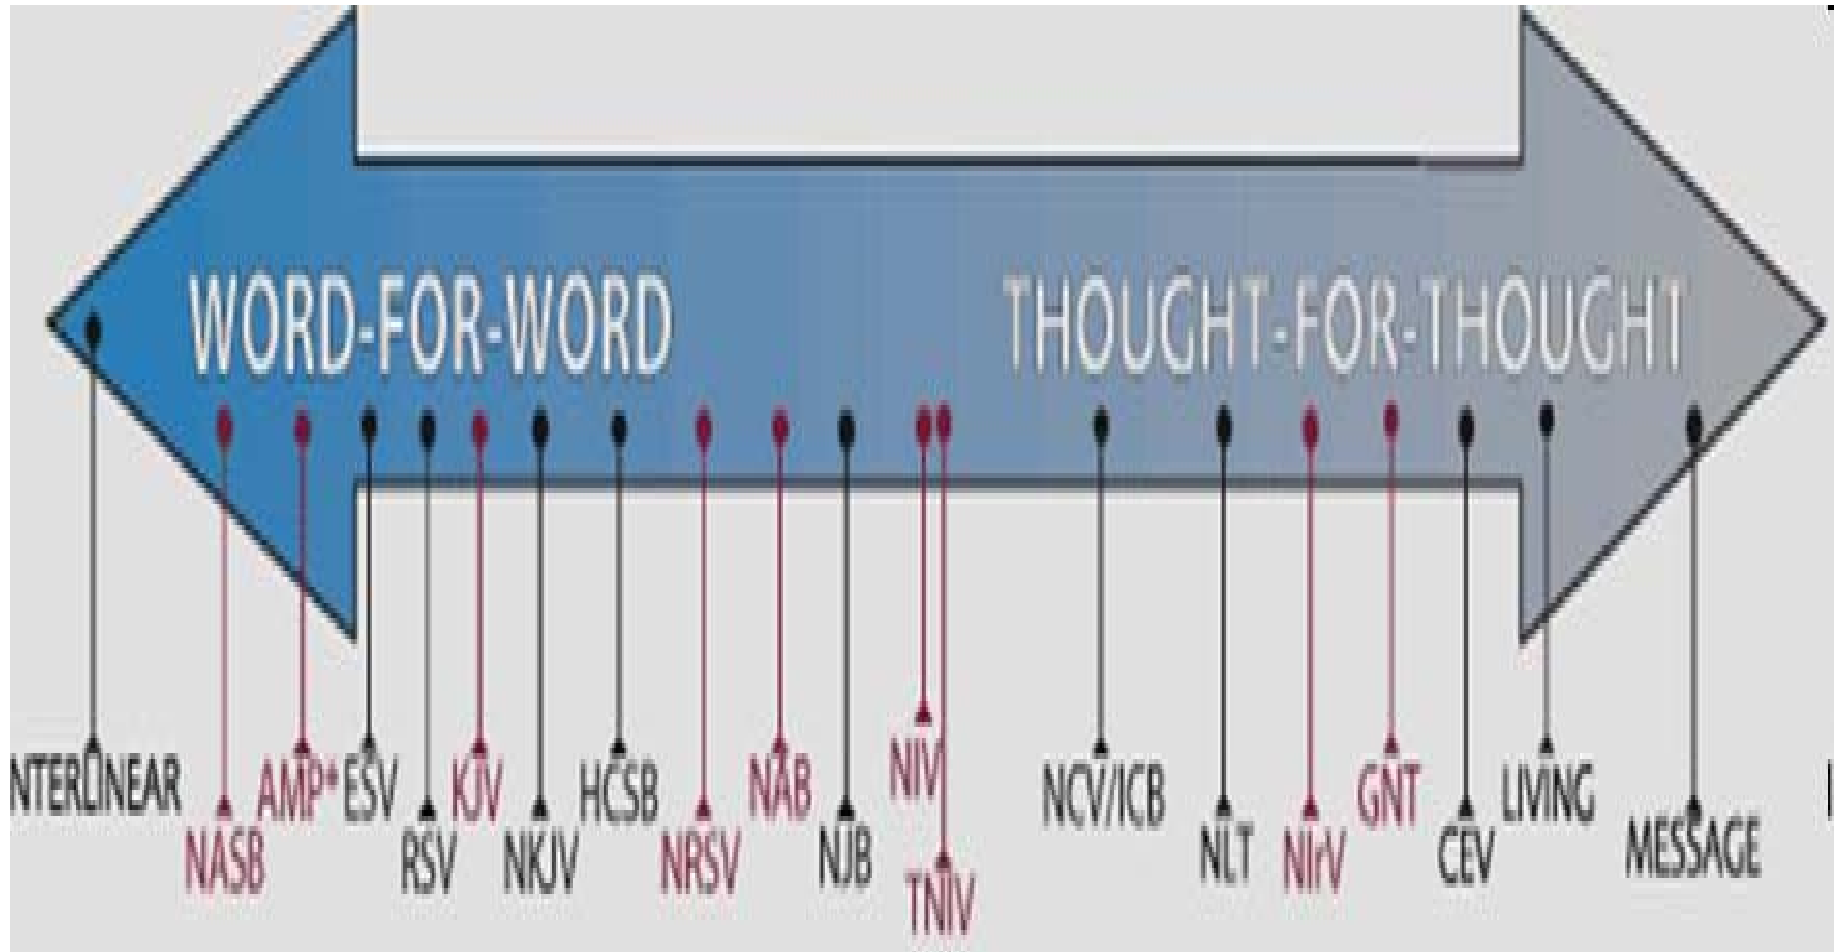 WORD-FOR-WORD THOUGHT-FOR-THOUGHT
NTERLINEAR AMP* ESV KJV HCSB NAB NIV NCV/ICB GNT LIVING
NASB RSV NKJV NRSV NJB TNIV NLT NIrV CEV MESSAGE